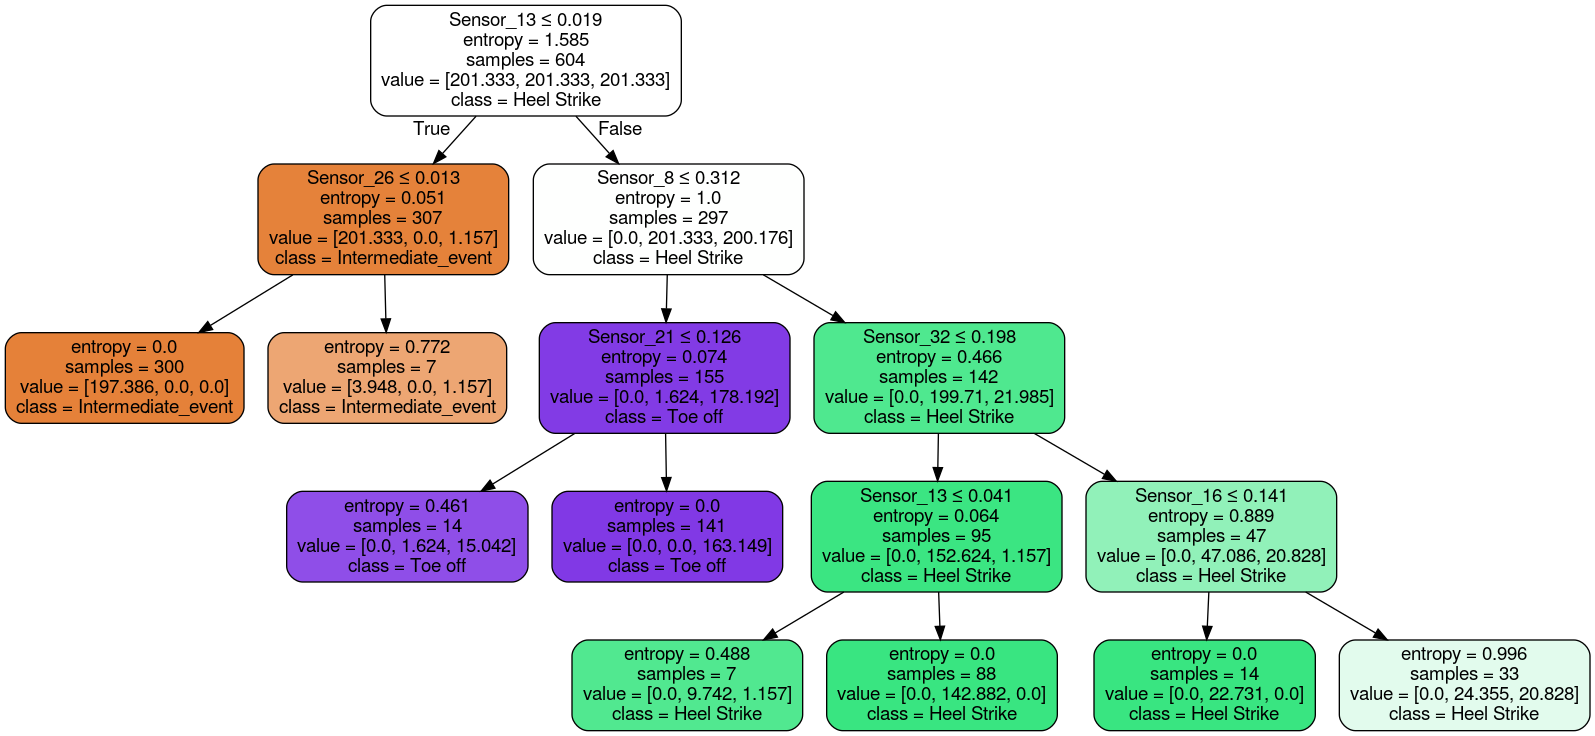 Sensor_13 ≤ 0.019
entropy = 1.585
samples = 604
value = [201.333, 201.333, 201.333]
class = Heel Strike
True
False
Sensor_26 ≤ 0.013
entropy = 0.051
samples = 307
value = [201.333, 0.0, 1.157]
class = Intermediate_event
Sensor_8 ≤ 0.312
entropy = 1.0
samples = 297
value = [0.0, 201.333, 200.176]
class = Heel Strike
entropy = 0.0
samples = 300
value = [197.386, 0.0, 0.0]
class = Intermediate_event
entropy = 0.772
samples = 7
value = [3.948, 0.0, 1.157]
class = Intermediate_event
Sensor_21 ≤ 0.126
entropy = 0.074
samples = 155
value = [0.0, 1.624, 178.192]
class = Toe off
Sensor_32 ≤ 0.198
entropy = 0.466
samples = 142
value = [0.0, 199.71, 21.985]
class = Heel Strike
entropy = 0.461
samples = 14
value = [0.0, 1.624, 15.042]
class = Toe off
entropy = 0.0
samples = 141
value = [0.0, 0.0, 163.149]
class = Toe off
Sensor_13 ≤ 0.041
entropy = 0.064
samples = 95
value = [0.0, 152.624, 1.157]
class = Heel Strike
Sensor_16 ≤ 0.141
entropy = 0.889
samples = 47
value = [0.0, 47.086, 20.828]
class = Heel Strike
entropy = 0.488
samples = 7
value = [0.0, 9.742, 1.157]
class = Heel Strike
entropy = 0.0
samples = 88
value = [0.0, 142.882, 0.0]
class = Heel Strike
entropy = 0.0
samples = 14
value = [0.0, 22.731, 0.0]
class = Heel Strike
entropy = 0.996
samples = 33
value = [0.0, 24.355, 20.828]
class = Heel Strike